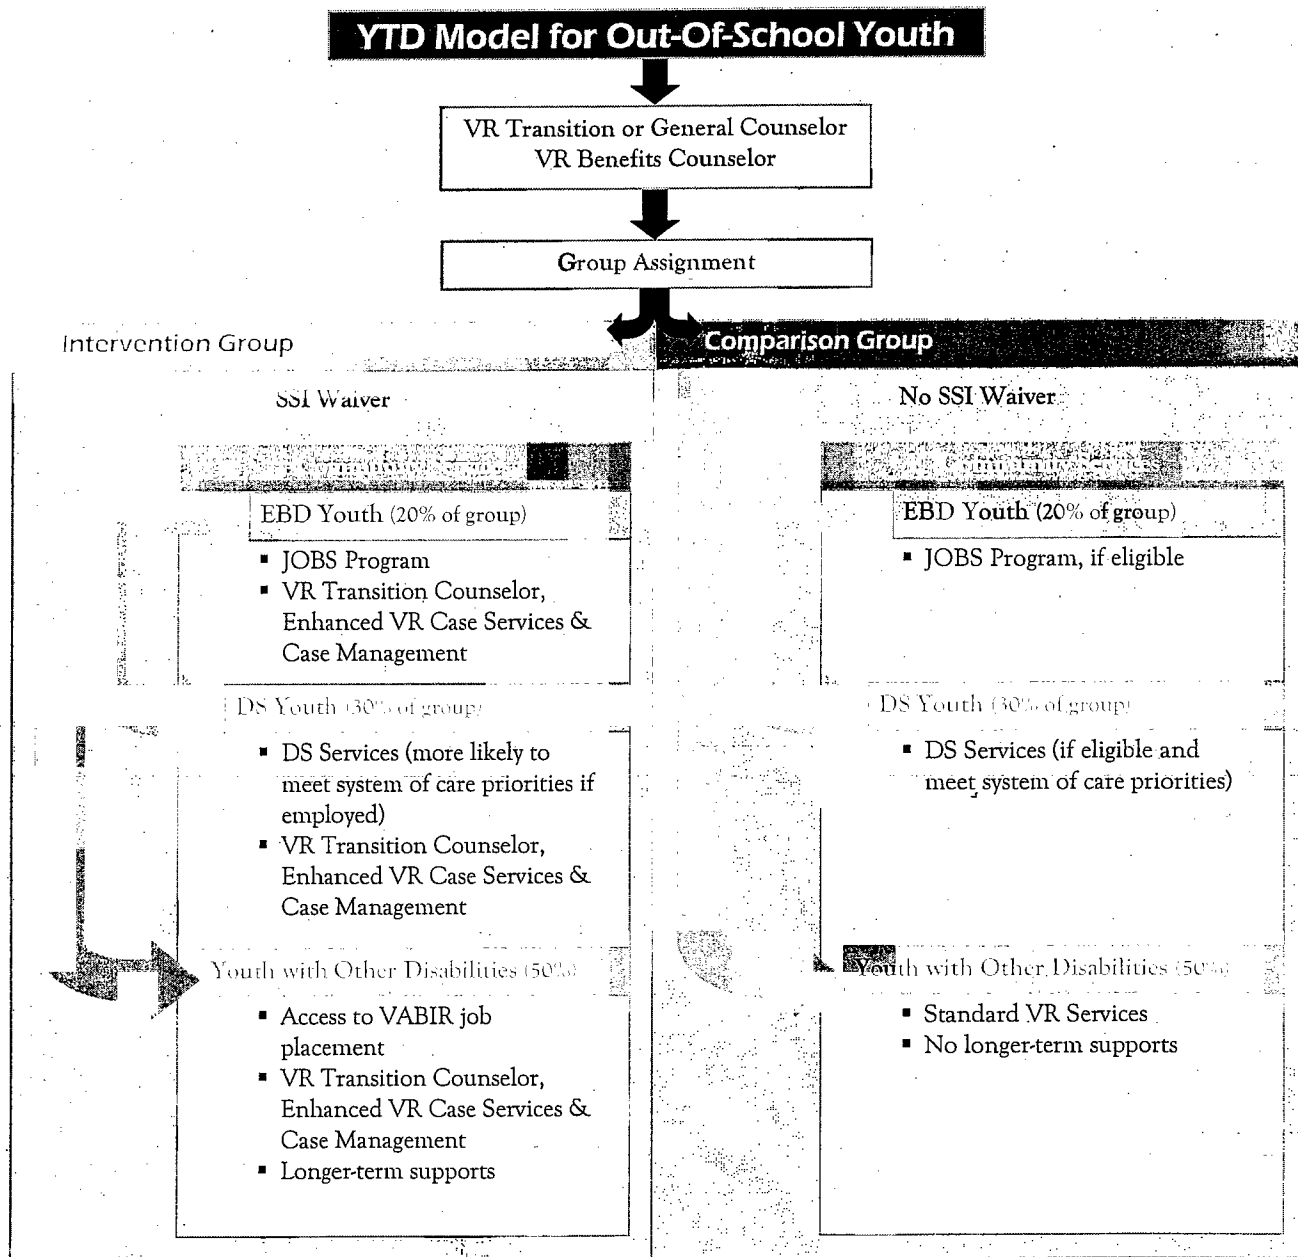 YTD Model for Out-Of-School Youth
VR Transition or General Counselor
VR Benefits Counselor
Group Assignment
Intervention Group
SSI Waiver
EBD Youth (20% of group)
▪ JOBS Program
▪ VR Transition Counselor,
Enhanced VR Case Services &
Case Management
DS Youth (30% of group)
▪ DS Services (more likely to
meet system of care priorities if
employed)
▪ VR Transition Counselor,
Enhanced VR Case Services &
Case Management
Youth with Other Disabilities (50%)
▪ Access to VABIR job
placement
▪ VR Transition Counselor,
Enhanced VR Case Services &
Case Management
▪ Longer-term supports
Comparison Group
No SSI Waiver
EBD Youth (20% of group)
▪ JOBS Program, if eligible
DS Youth (30% of group)
▪ DS Services (if eligible and
meet system of care priorities)
Youth with Other Disabilities (50%)
▪ Standard VR Services
▪ No longer-term supports